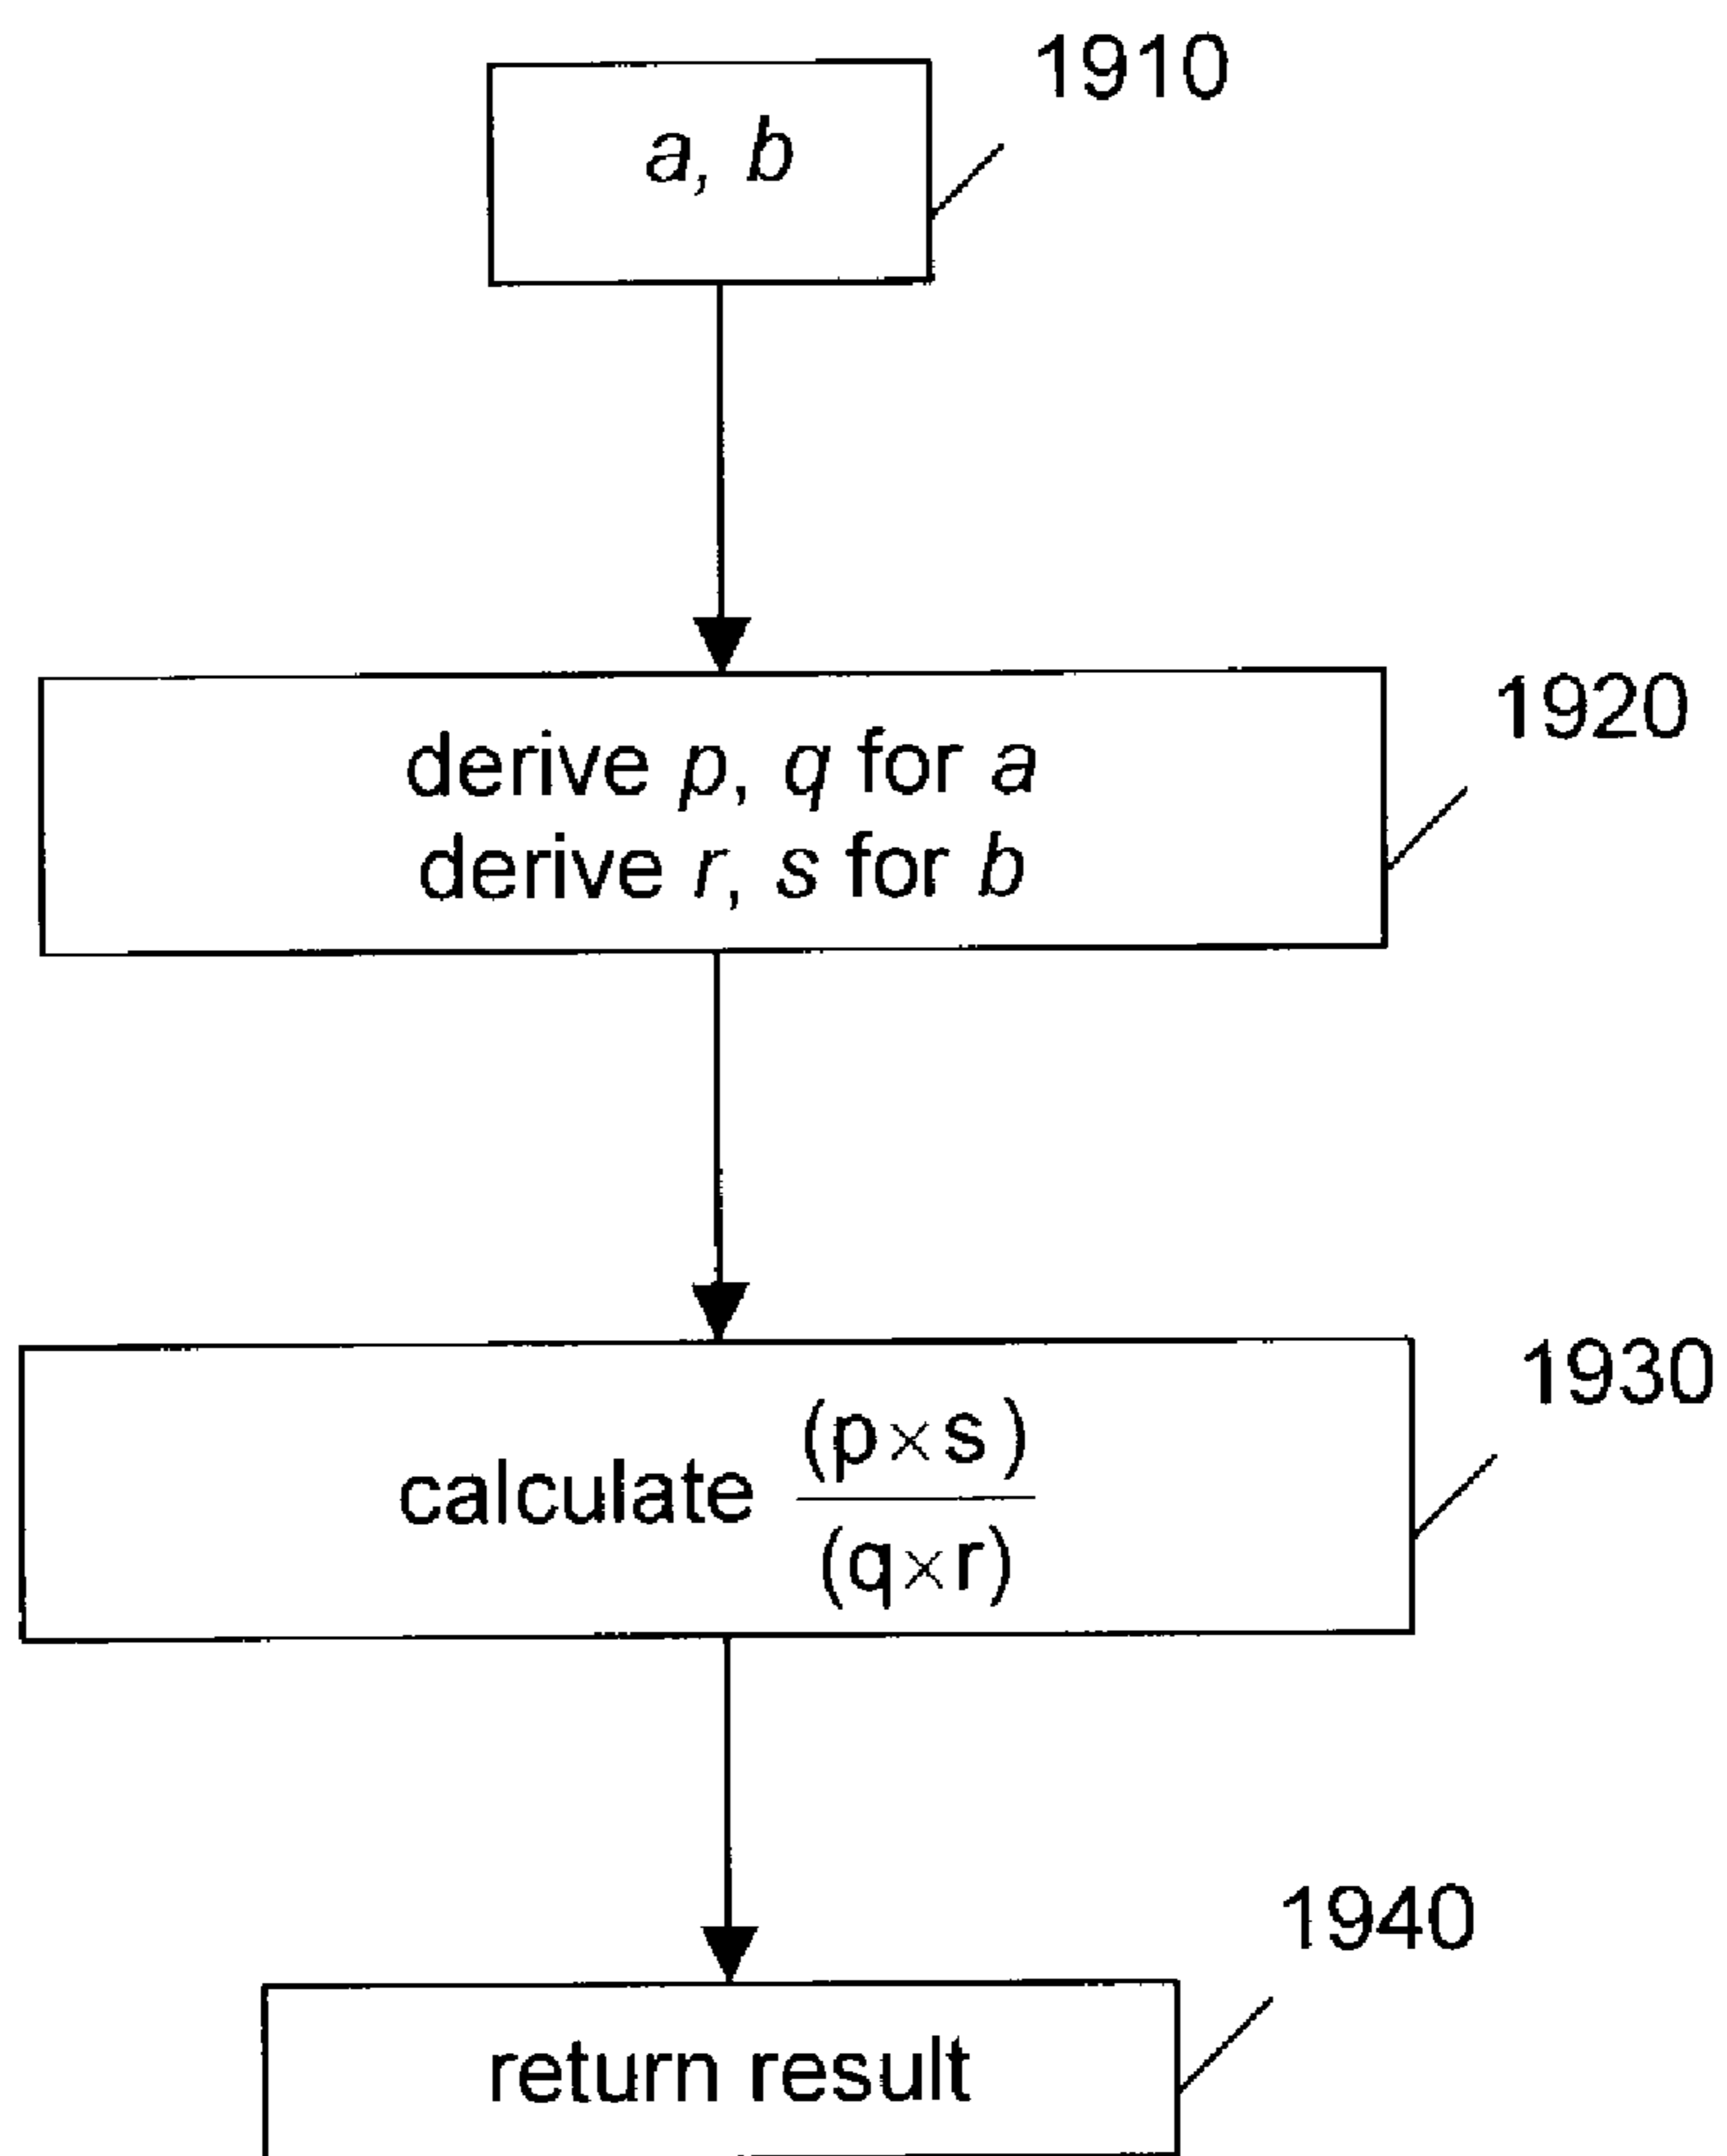 1910
a, b
1920
derive p, q for a
derive r, s for b
1930
calculate (p×s)
(q×r)
1940
return result